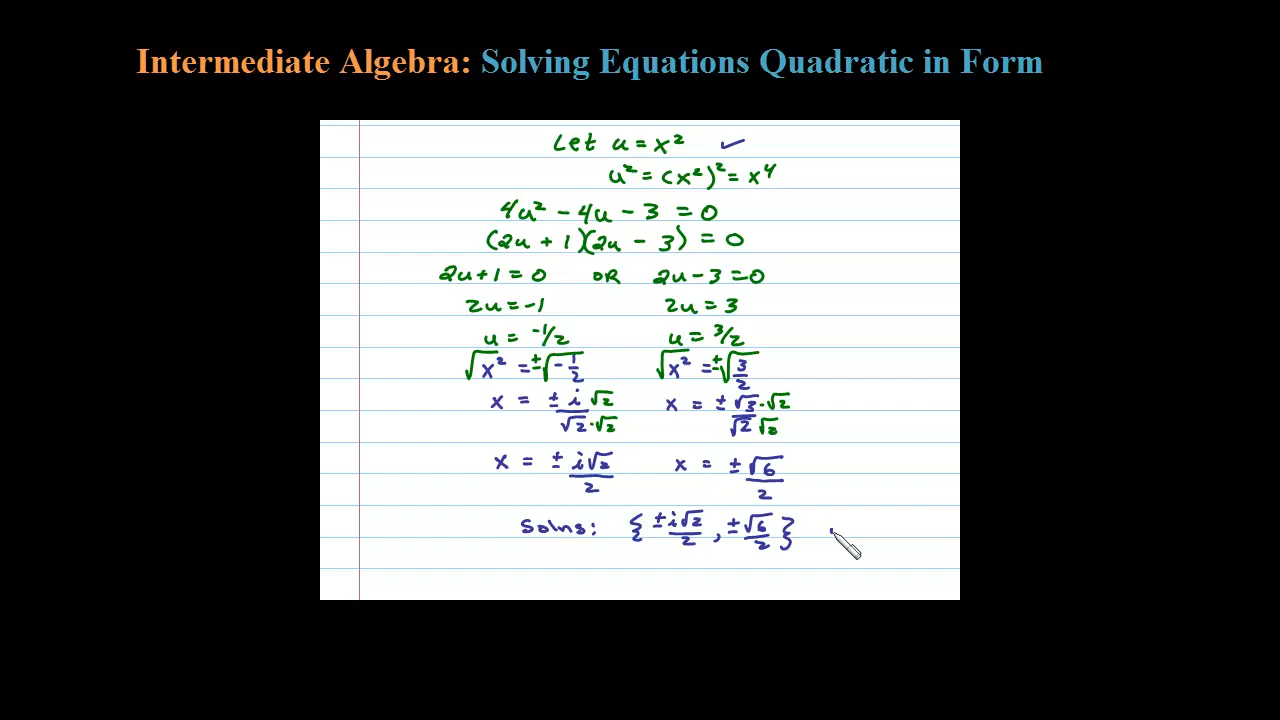 Intermediate Algebra: Solving Equations Quadratic in Form
Let u = x² ✓
u² = (x²)² = x⁴
4u² - 4u - 3 = 0
(2u + 1)(2u - 3) = 0
2u + 1 = 0 OR 2u - 3 = 0
2u = -1 2u = 3
u = -1/2 u = 3/2
√x² = ±√(-1/2) √x² = ±√(3/2)
x = ± i√2/(√2·√2) x = ± √3·√2/(√2 √2)
x = ± i√2/2 x = ± √6/2
Solns: { ± i√2/2 , ± √6/2 }